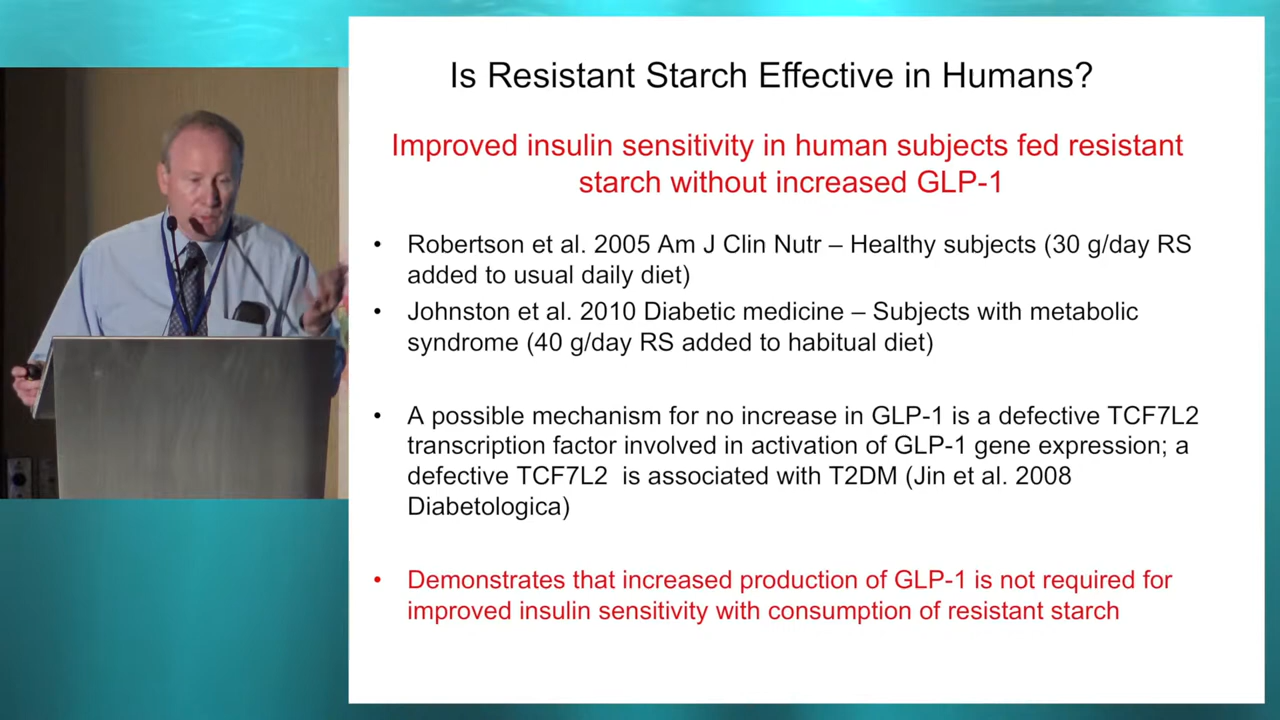 Is Resistant Starch Effective in Humans?
Improved insulin sensitivity in human subjects fed resistant
starch without increased GLP-1
• Robertson et al. 2005 Am J Clin Nutr – Healthy subjects (30 g/day RS
added to usual daily diet)
• Johnston et al. 2010 Diabetic medicine – Subjects with metabolic
syndrome (40 g/day RS added to habitual diet)
• A possible mechanism for no increase in GLP-1 is a defective TCF7L2
transcription factor involved in activation of GLP-1 gene expression; a
defective TCF7L2  is associated with T2DM (Jin et al. 2008
Diabetologica)
• Demonstrates that increased production of GLP-1 is not required for
improved insulin sensitivity with consumption of resistant starch